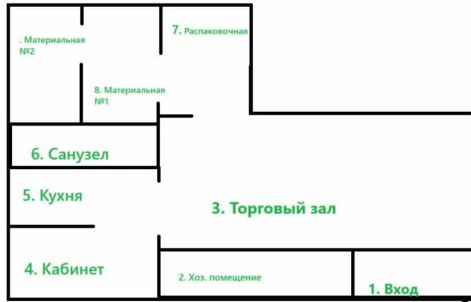 7. Распаковочная
. Материальная
№2
8. Материальная
№1
6. Санузел
5. Кухня
3. Торговый зал
4. Кабинет
2. Хоз. помещение
1. Вход